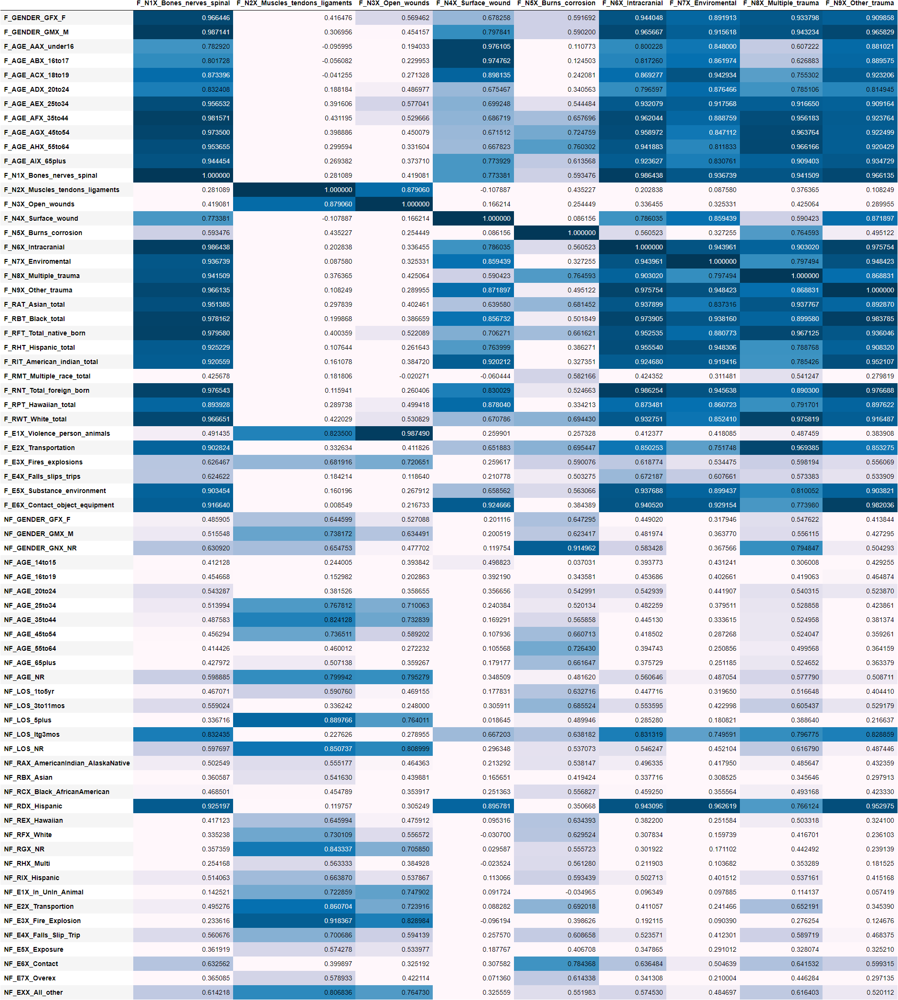 F_N1X_Bones_nerves_spinal F_N2X_Muscles_tendons_ligaments F_N3X_Open_wounds F_N4X_Surface_wound F_N5X_Burns_corrosion F_N6X_Intracranial F_N7X_Enviromental F_N8X_Multiple_trauma F_N9X_Other_trauma
F_GENDER_GFX_F 0.966446 0.416476 0.569462 0.678258 0.591692 0.944048 0.891913 0.933798 0.909858
F_GENDER_GMX_M 0.987141 0.306956 0.454157 0.797841 0.590200 0.965667 0.915618 0.943234 0.965829
F_AGE_AAX_under16 0.782920 -0.095995 0.194033 0.976105 0.110773 0.800228 0.848000 0.607222 0.881021
F_AGE_ABX_16to17 0.801728 -0.056082 0.229953 0.974762 0.124503 0.817260 0.861974 0.626883 0.889575
F_AGE_ACX_18to19 0.873396 -0.041255 0.271328 0.898135 0.242081 0.869277 0.942934 0.755302 0.923206
F_AGE_ADX_20to24 0.832408 0.188184 0.486977 0.675467 0.340563 0.796597 0.876466 0.785106 0.814945
F_AGE_AEX_25to34 0.956532 0.391606 0.577041 0.699248 0.544484 0.932079 0.917568 0.916650 0.909164
F_AGE_AFX_35to44 0.981571 0.431195 0.529666 0.686719 0.657696 0.962044 0.888759 0.956183 0.923764
F_AGE_AGX_45to54 0.973500 0.398886 0.450079 0.671512 0.724759 0.958972 0.847112 0.963764 0.922499
F_AGE_AHX_55to64 0.953655 0.299594 0.331604 0.667823 0.760302 0.941883 0.811833 0.966166 0.920429
F_AGE_AIX_65plus 0.944454 0.269382 0.373710 0.773929 0.613568 0.923627 0.830761 0.909403 0.934729
F_N1X_Bones_nerves_spinal 1.000000 0.281089 0.419081 0.773381 0.593476 0.986438 0.936739 0.941509 0.966135
F_N2X_Muscles_tendons_ligaments 0.281089 1.000000 0.879060 -0.107887 0.435227 0.202838 0.087580 0.376365 0.108249
F_N3X_Open_wounds 0.419081 0.879060 1.000000 0.166214 0.254449 0.336455 0.325331 0.425064 0.289955
F_N4X_Surface_wound 0.773381 -0.107887 0.166214 1.000000 0.086156 0.786035 0.859439 0.590423 0.871897
F_N5X_Burns_corrosion 0.593476 0.435227 0.254449 0.086156 1.000000 0.560523 0.327255 0.764593 0.495122
F_N6X_Intracranial 0.986438 0.202838 0.336455 0.786035 0.560523 1.000000 0.943961 0.903020 0.975754
F_N7X_Enviromental 0.936739 0.087580 0.325331 0.859439 0.327255 0.943961 1.000000 0.797494 0.948423
F_N8X_Multiple_trauma 0.941509 0.376365 0.425064 0.590423 0.764593 0.903020 0.797494 1.000000 0.868831
F_N9X_Other_trauma 0.966135 0.108249 0.289955 0.871897 0.495122 0.975754 0.948423 0.868831 1.000000
F_RAT_Asian_total 0.951385 0.297839 0.402461 0.639580 0.681452 0.937899 0.837316 0.937767 0.892870
F_RBT_Black_total 0.978162 0.199868 0.386659 0.856732 0.501849 0.973905 0.938160 0.899580 0.983785
F_RFT_Total_native_born 0.979580 0.400359 0.522089 0.706271 0.661621 0.952535 0.880773 0.967125 0.936046
F_RHT_Hispanic_total 0.925229 0.107644 0.261643 0.763999 0.386271 0.955540 0.948306 0.788768 0.908320
F_RIT_American_indian_total 0.920559 0.161078 0.384720 0.920212 0.327351 0.924680 0.919416 0.785426 0.952107
F_RMT_Multiple_race_total 0.425678 0.181806 -0.020271 -0.060444 0.582166 0.424352 0.311481 0.541247 0.279819
F_RNT_Total_foreign_born 0.976543 0.115941 0.260406 0.830029 0.524663 0.986254 0.945638 0.890300 0.976688
F_RPT_Hawaiian_total 0.893928 0.289738 0.499418 0.878040 0.334213 0.873481 0.860723 0.791701 0.897622
F_RWT_White_total 0.966651 0.422029 0.530829 0.670786 0.694430 0.932751 0.852410 0.975819 0.916487
F_E1X_Violence_person_animals 0.491435 0.823500 0.987490 0.259901 0.257328 0.412377 0.418085 0.487459 0.383908
F_E2X_Transportation 0.902824 0.332634 0.411826 0.651883 0.695447 0.850253 0.751748 0.969385 0.853275
F_E3X_Fires_explosions 0.626467 0.681916 0.720651 0.259617 0.590076 0.618774 0.534475 0.598194 0.556069
F_E4X_Falls_slips_trips 0.624622 0.184214 0.118640 0.210778 0.503275 0.672187 0.607661 0.573383 0.533909
F_E5X_Substance_environment 0.903454 0.160196 0.267912 0.658562 0.563066 0.937688 0.899437 0.810052 0.903821
F_E6X_Contact_object_equipment 0.916640 0.008549 0.216733 0.924666 0.384389 0.940520 0.929154 0.773980 0.982036
NF_GENDER_GFX_F 0.485905 0.644599 0.527088 0.201116 0.647295 0.449020 0.317946 0.547622 0.413844
NF_GENDER_GMX_M 0.515548 0.738172 0.634491 0.200519 0.623417 0.481974 0.363770 0.556115 0.427295
NF_GENDER_GNX_NR 0.630920 0.654753 0.477702 0.119754 0.914962 0.583428 0.367566 0.794847 0.504293
NF_AGE_14to15 0.412128 0.244005 0.393842 0.498823 0.037031 0.393773 0.431241 0.306008 0.429255
NF_AGE_16to19 0.454668 0.152982 0.202863 0.392190 0.343581 0.453686 0.402661 0.419063 0.464874
NF_AGE_20to24 0.543287 0.381526 0.358655 0.356656 0.542991 0.542939 0.441907 0.540315 0.523870
NF_AGE_25to34 0.513994 0.767812 0.710063 0.240384 0.520134 0.482259 0.379511 0.528858 0.423861
NF_AGE_35to44 0.487583 0.824128 0.732839 0.169291 0.565858 0.445130 0.333615 0.524958 0.381374
NF_AGE_45to54 0.456294 0.736511 0.589202 0.107936 0.660713 0.418502 0.287268 0.524047 0.359261
NF_AGE_55to64 0.414426 0.460012 0.272232 0.105568 0.726430 0.394743 0.250856 0.499568 0.364159
NF_AGE_65plus 0.427972 0.507138 0.359267 0.179177 0.661647 0.375729 0.251185 0.524652 0.363379
NF_AGE_NR 0.598885 0.799942 0.795279 0.348509 0.481620 0.560646 0.487054 0.577790 0.508711
NF_LOS_1to5yr 0.467071 0.590760 0.469155 0.177831 0.632716 0.447716 0.319650 0.516648 0.404410
NF_LOS_3to11mos 0.559024 0.336242 0.248000 0.305911 0.685524 0.553595 0.422998 0.605437 0.529179
NF_LOS_5plus 0.336716 0.889766 0.764011 0.018645 0.489946 0.285280 0.180821 0.388640 0.216637
NF_LOS_ltg3mos 0.832435 0.227626 0.278955 0.667203 0.638182 0.831319 0.749591 0.796775 0.828859
NF_LOS_NR 0.597697 0.850737 0.808999 0.296348 0.537073 0.546247 0.452104 0.616790 0.487446
NF_RAX_AmericanIndian_AlaskaNative 0.502549 0.555177 0.464363 0.213292 0.538147 0.496335 0.417950 0.485647 0.432359
NF_RBX_Asian 0.360587 0.541630 0.439881 0.165651 0.419424 0.337716 0.308525 0.345646 0.297913
NF_RCX_Black_AfricanAmerican 0.468501 0.454789 0.353917 0.251363 0.556827 0.459250 0.355564 0.493168 0.423330
NF_RDX_Hispanic 0.925197 0.119757 0.305249 0.895781 0.350668 0.943095 0.962619 0.766124 0.952975
NF_REX_Hawaiian 0.417123 0.645994 0.475912 0.095316 0.634393 0.382200 0.251584 0.503318 0.324100
NF_RFX_White 0.335238 0.730109 0.556572 -0.030700 0.629524 0.307834 0.159739 0.416701 0.236103
NF_RGX_NR 0.357359 0.843337 0.705850 0.029587 0.555723 0.301922 0.171102 0.442492 0.239139
NF_RHX_Multi 0.254168 0.563333 0.384928 -0.023524 0.561280 0.211903 0.103682 0.353289 0.181525
NF_RIX_Hispanic 0.514063 0.663870 0.537867 0.113066 0.593439 0.502713 0.401512 0.537161 0.415168
NF_E1X_In_UnIn_Animal 0.142521 0.722859 0.747902 0.091724 -0.034965 0.096349 0.097885 0.114137 0.057419
NF_E2X_Transportion 0.495276 0.860704 0.723916 0.088282 0.692018 0.411057 0.241466 0.652191 0.345390
NF_E3X_Fire_Explosion 0.233616 0.918367 0.828984 -0.096194 0.398626 0.192115 0.090390 0.276254 0.124676
NF_E4X_Falls_Slip_Trip 0.560676 0.700686 0.594139 0.257570 0.608658 0.523571 0.412301 0.589719 0.468375
NF_E5X_Exposure 0.361919 0.574278 0.533977 0.187767 0.406708 0.347865 0.291012 0.328074 0.325210
NF_E6X_Contact 0.632562 0.399897 0.325192 0.307582 0.784368 0.636484 0.504639 0.641532 0.599315
NF_E7X_Overex 0.365085 0.578933 0.422114 0.071360 0.614338 0.341308 0.210004 0.446284 0.297135
NF_EXX_All_other 0.614218 0.806836 0.764730 0.325559 0.551983 0.574530 0.484697 0.616403 0.520112